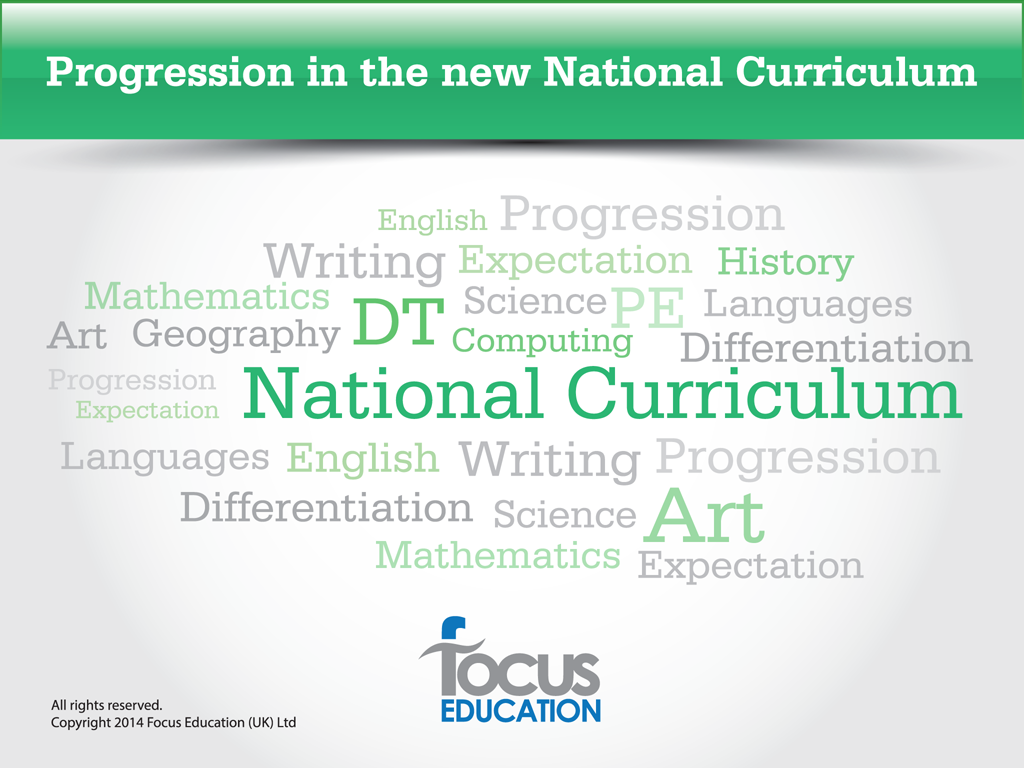 Progression in the new National Curriculum
English Progression
Writing Expectation History
Mathematics DT Science PE Languages
Art Geography Computing Differentiation
Progression National Curriculum
Expectation
Languages English Writing Progression
Differentiation Science Art
Mathematics Expectation
focus
EDUCATION
All rights reserved.
Copyright 2014 Focus Education (UK) Ltd